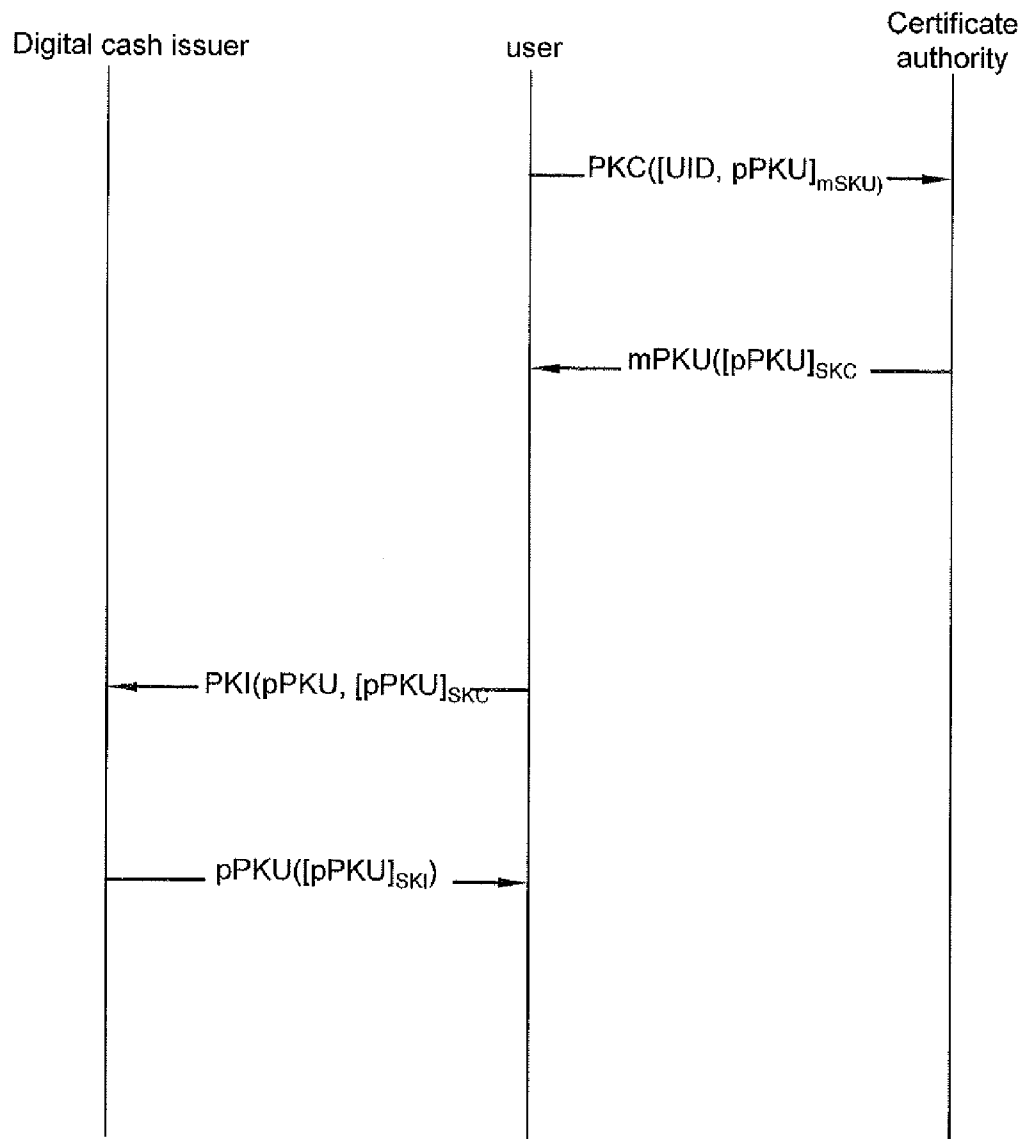 Digital cash issuer
user
Certificate
authority
PKC([UID, pPKU]mSKU)
mPKU([pPKU]SKC
PKI(pPKU, [pPKU]SKC
pPKU([pPKU]SKI)